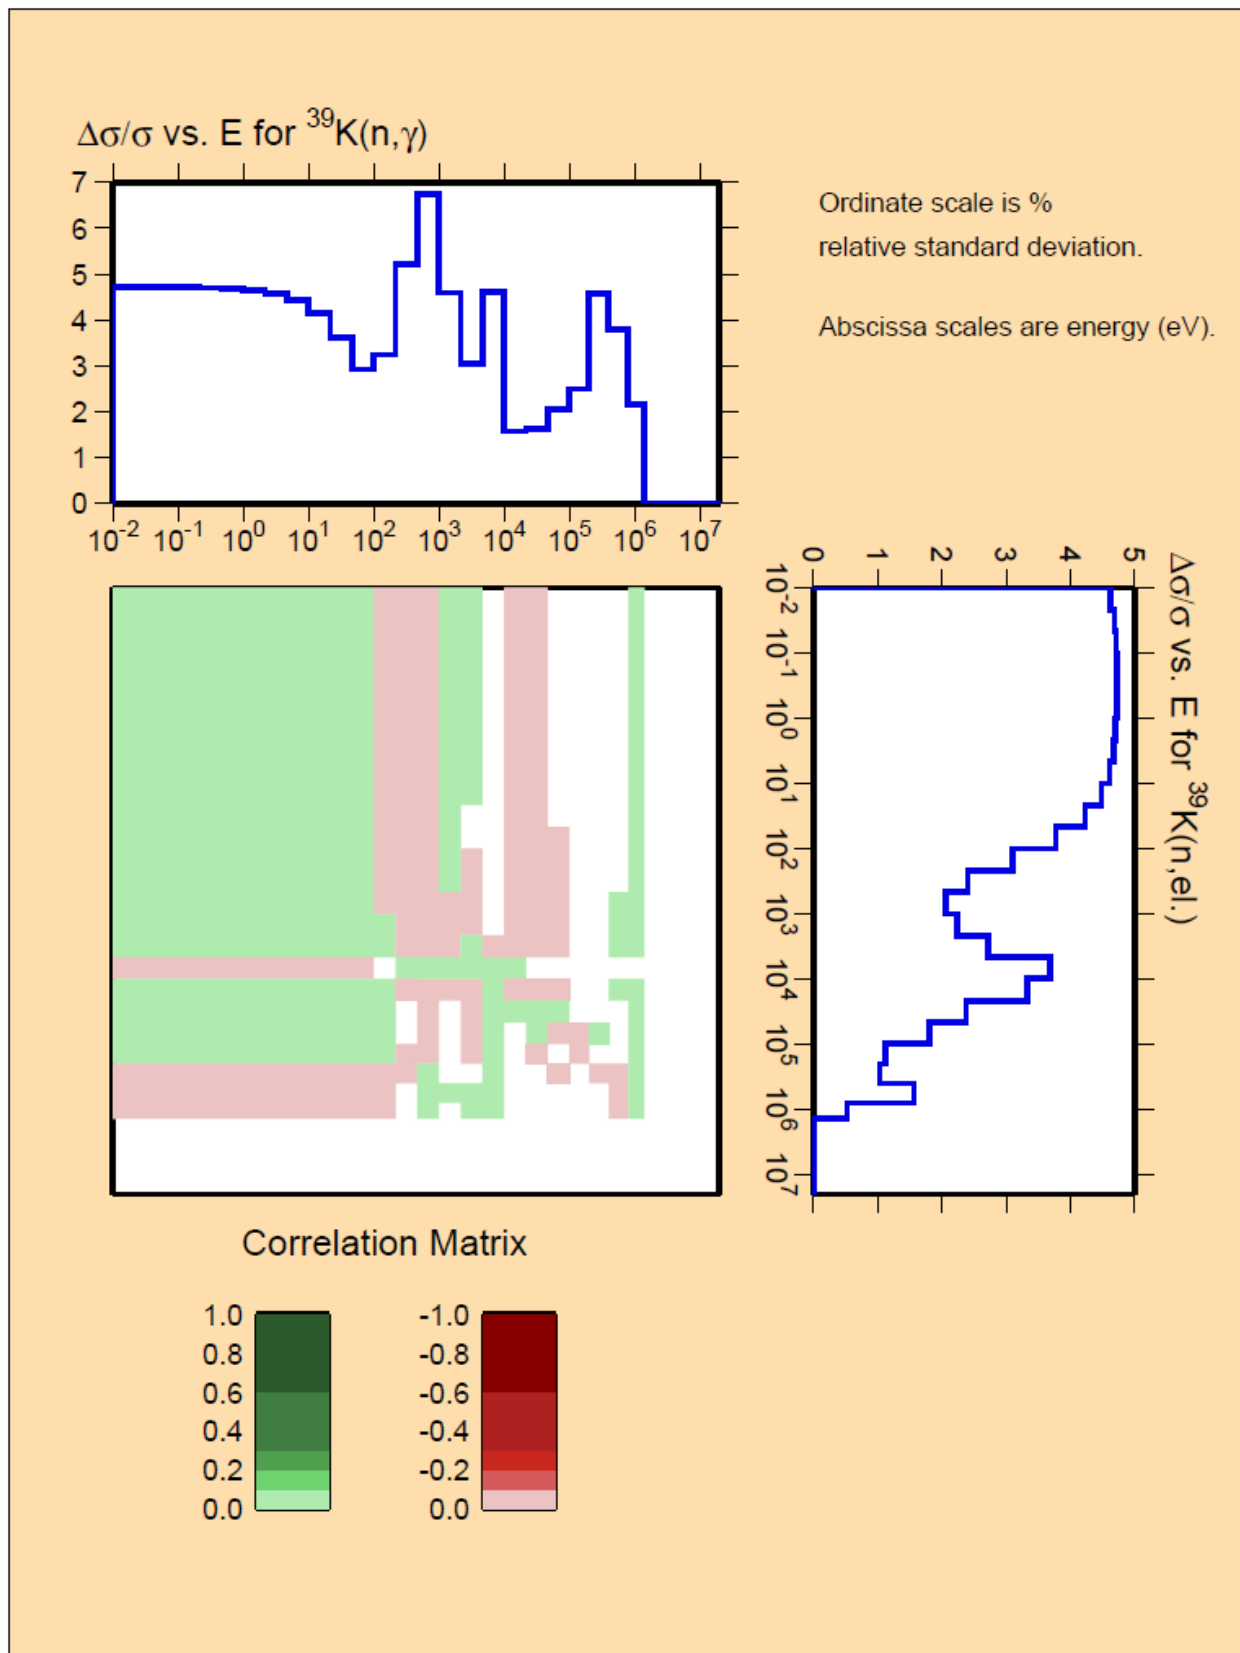 Δσ/σ vs. E for ³⁹K(n,γ)
Ordinate scale is %
relative standard deviation.
Abscissa scales are energy (eV).
7
6
5
4
3
2
1
0
10⁻² 10⁻¹ 10⁰ 10¹ 10² 10³ 10⁴ 10⁵ 10⁶ 10⁷
Δσ/σ vs. E for ³⁹K(n,el.)
0 1 2 3 4 5
10⁻² 10⁻¹ 10⁰ 10¹ 10² 10³ 10⁴ 10⁵ 10⁶ 10⁷
Correlation Matrix
1.0 -1.0
0.8 -0.8
0.6 -0.6
0.4 -0.4
0.2 -0.2
0.0 0.0